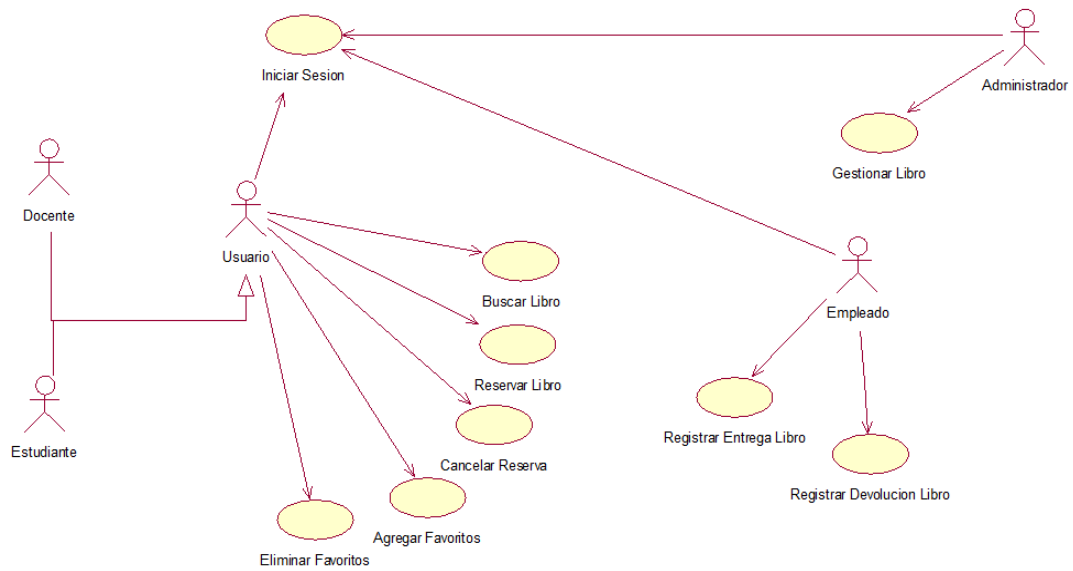 Iniciar Sesion
Administrador
Gestionar Libro
Docente
Usuario
Buscar Libro
Empleado
Reservar Libro
Registrar Entrega Libro
Estudiante
Cancelar Reserva
Registrar Devolucion Libro
Agregar Favoritos
Eliminar Favoritos